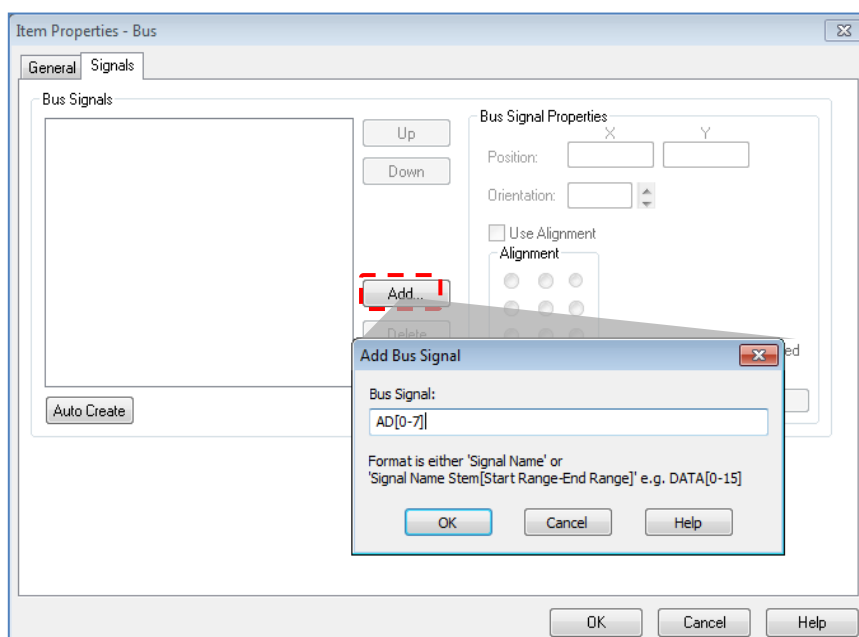 Item Properties - Bus
General Signals
Bus Signals
Up
Down
Add...
Delete
Auto Create
Bus Signal Properties
X Y
Position:
Orientation:
Use Alignment
Alignment
ed
Add Bus Signal
Bus Signal:
AD[0-7]
Format is either 'Signal Name' or
'Signal Name Stem[Start Range-End Range]' e.g. DATA[0-15]
OK Cancel Help
OK Cancel Help